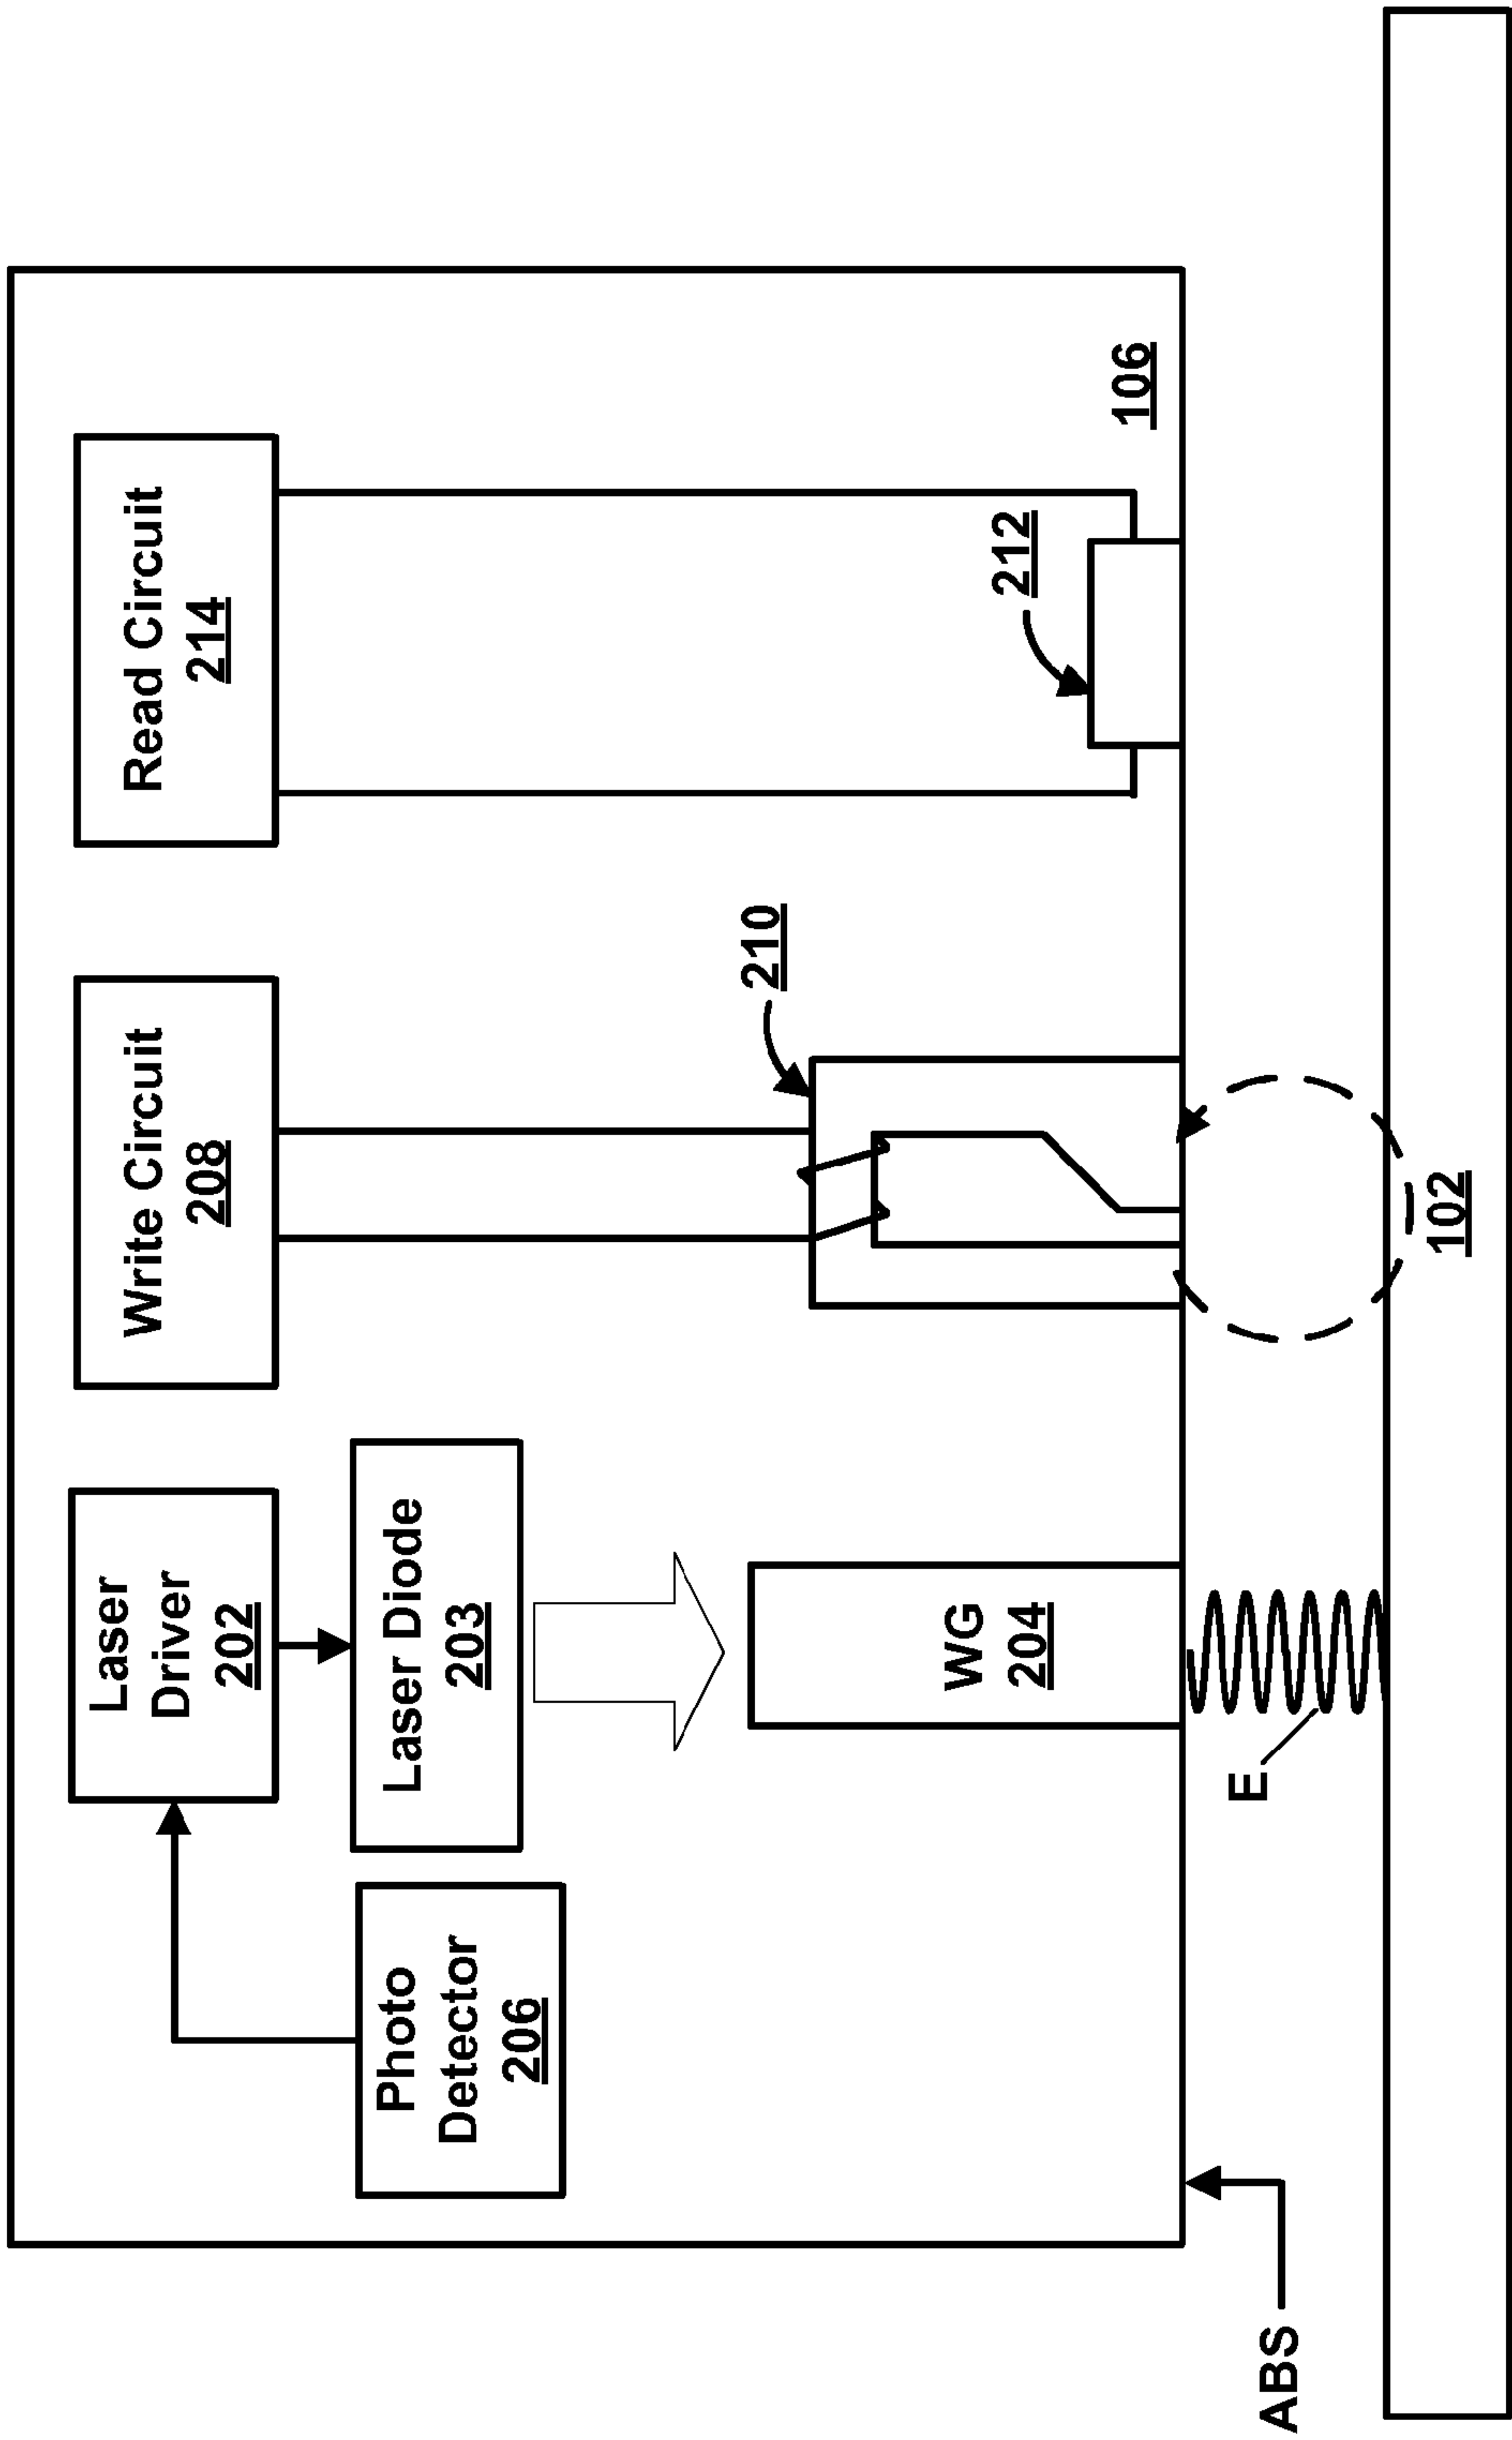 Laser
Driver
202
Write Circuit
208
Read Circuit
214
Photo
Detector
206
Laser Diode
203
210
WG
204
212
106
ABS
E
102